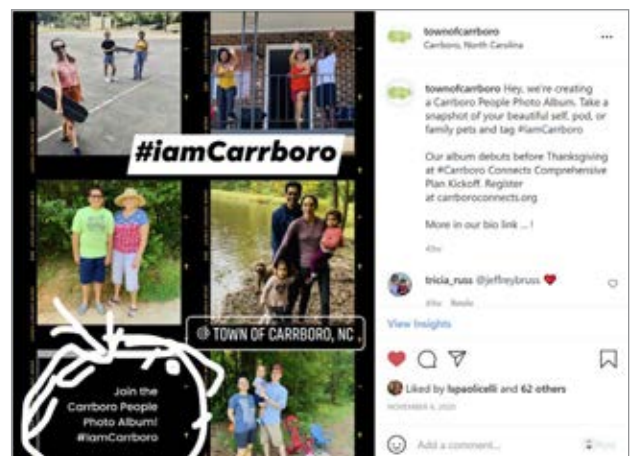 #iamCarrboro
@ TOWN OF CARRBORO, NC
Join the
Carrboro People
Photo Album!
#IamCarrboro
townofcarrboro
Carrboro, North Carolina
townofcarrboro Hey, we're creating
a Carrboro People Photo Album. Take a
snapshot of your beautiful self, pod, or
family pets and tag #iamCarrboro
Our album debuts before Thanksgiving
at #Carrboro Connects Comprehensive
Plan Kickoff. Register
at carrboroconnects.org
More in our bio link ... !
tricia_russ @jeffreybruss
Reply
View Insights
Liked by lspaolicelli and 62 others
NOVEMBER 6, 2020
Add a comment...